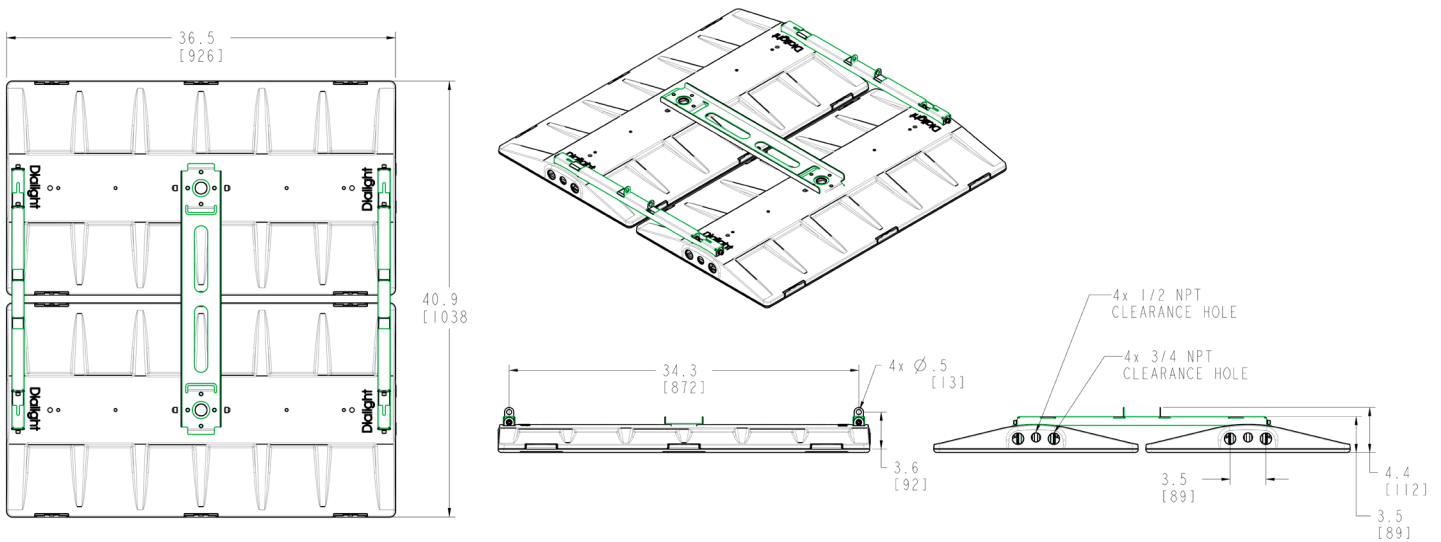 36.5
[926]
Dialight
Dialight
40.9
[1038
Dialight
Dialight
Dialight
Dialight
Dialight
Dialight
4x 1/2 NPT
CLEARANCE HOLE
4x 3/4 NPT
CLEARANCE HOLE
34.3
[872]
4x Ø.5
[13]
3.6
[92]
3.5
[89]
4.4
[112]
3.5
[89]